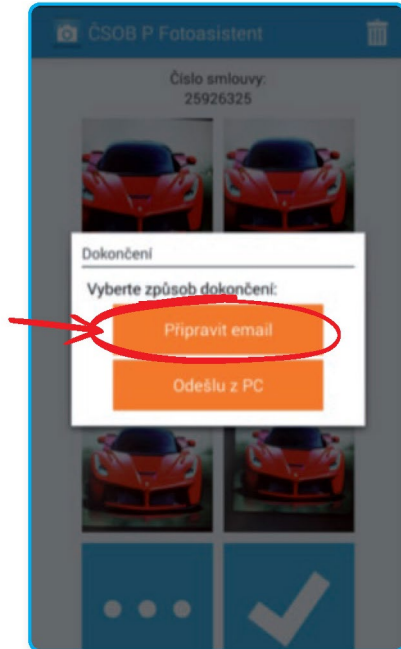 ČSOB P Fotoasistent
Číslo smlouvy:
25926325
Dokončení
Vyberte způsob dokončení:
Připravit email
Odešlu z PC